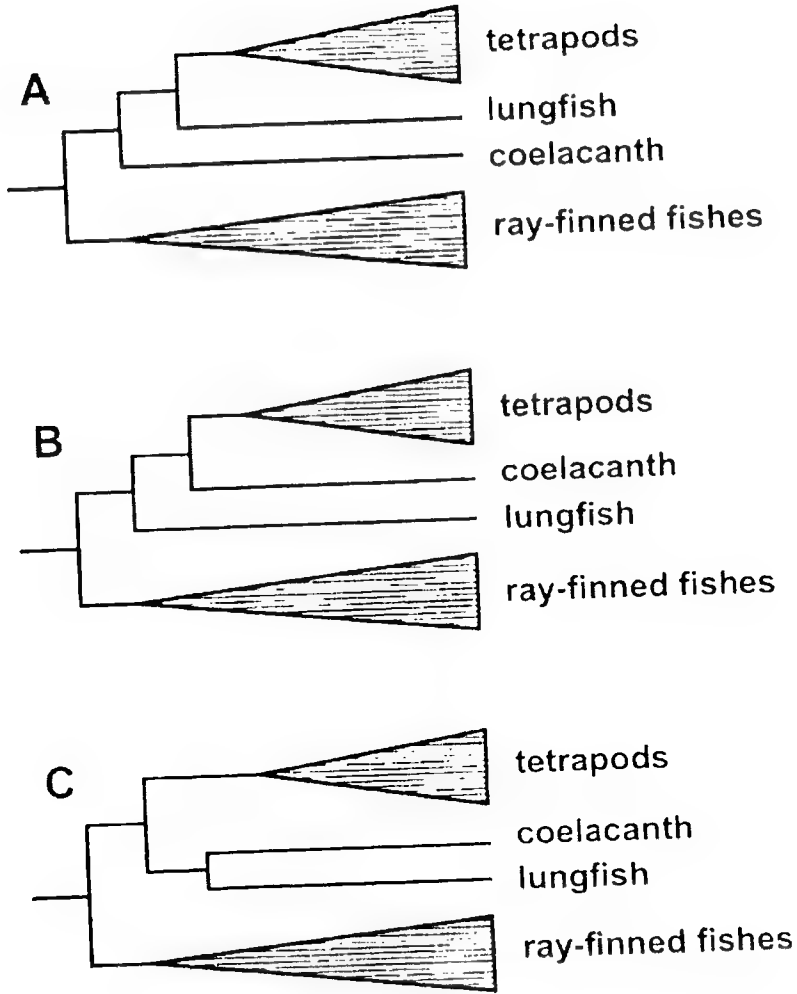 A
tetrapods
lungfish
coelacanth
ray-finned fishes
B
tetrapods
coelacanth
lungfish
ray-finned fishes
C
tetrapods
coelacanth
lungfish
ray-finned fishes